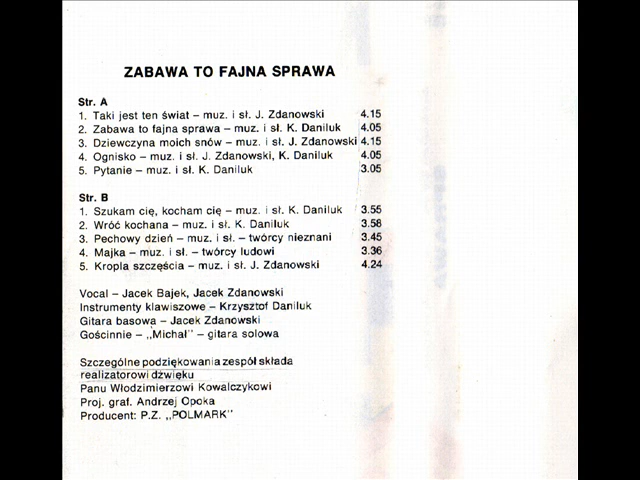 ZABAWA TO FAJNA SPRAWA
Str. A
1. Taki jest ten świat – muz. i sł. J. Zdanowski 4.15
2. Zabawa to fajna sprawa – muz. i sł. K. Daniluk 4.05
3. Dziewczyna moich snów – muz. i sł. J. Zdanowski 4.15
4. Ognisko – muz. i sł. J. Zdanowski, K. Daniluk 4.05
5. Pytanie – muz. i sł. K. Daniluk 3.05
Str. B
1. Szukam cię, kocham cię – muz. i sł. K. Daniluk 3.55
2. Wróć kochana – muz. i sł. K. Daniluk 3.58
3. Pechowy dzień – muz. i sł. – twórcy nieznani 3.45
4. Majka – muz. i sł. – twórcy ludowi 3.36
5. Kropla szczęścia – muz. i sł. J. Zdanowski 4.24
Vocal – Jacek Bajek, Jacek Zdanowski
Instrumenty klawiszowe – Krzysztof Daniluk
Gitara basowa – Jacek Zdanowski
Gościnnie – „Michał" – gitara solowa
Szczególne podziękowania zespół składa
realizatorowi dźwięku
Panu Włodzimierzowi Kowalczykowi
Proj. graf. Andrzej Opoka
Producent: P.Z. „POLMARK"